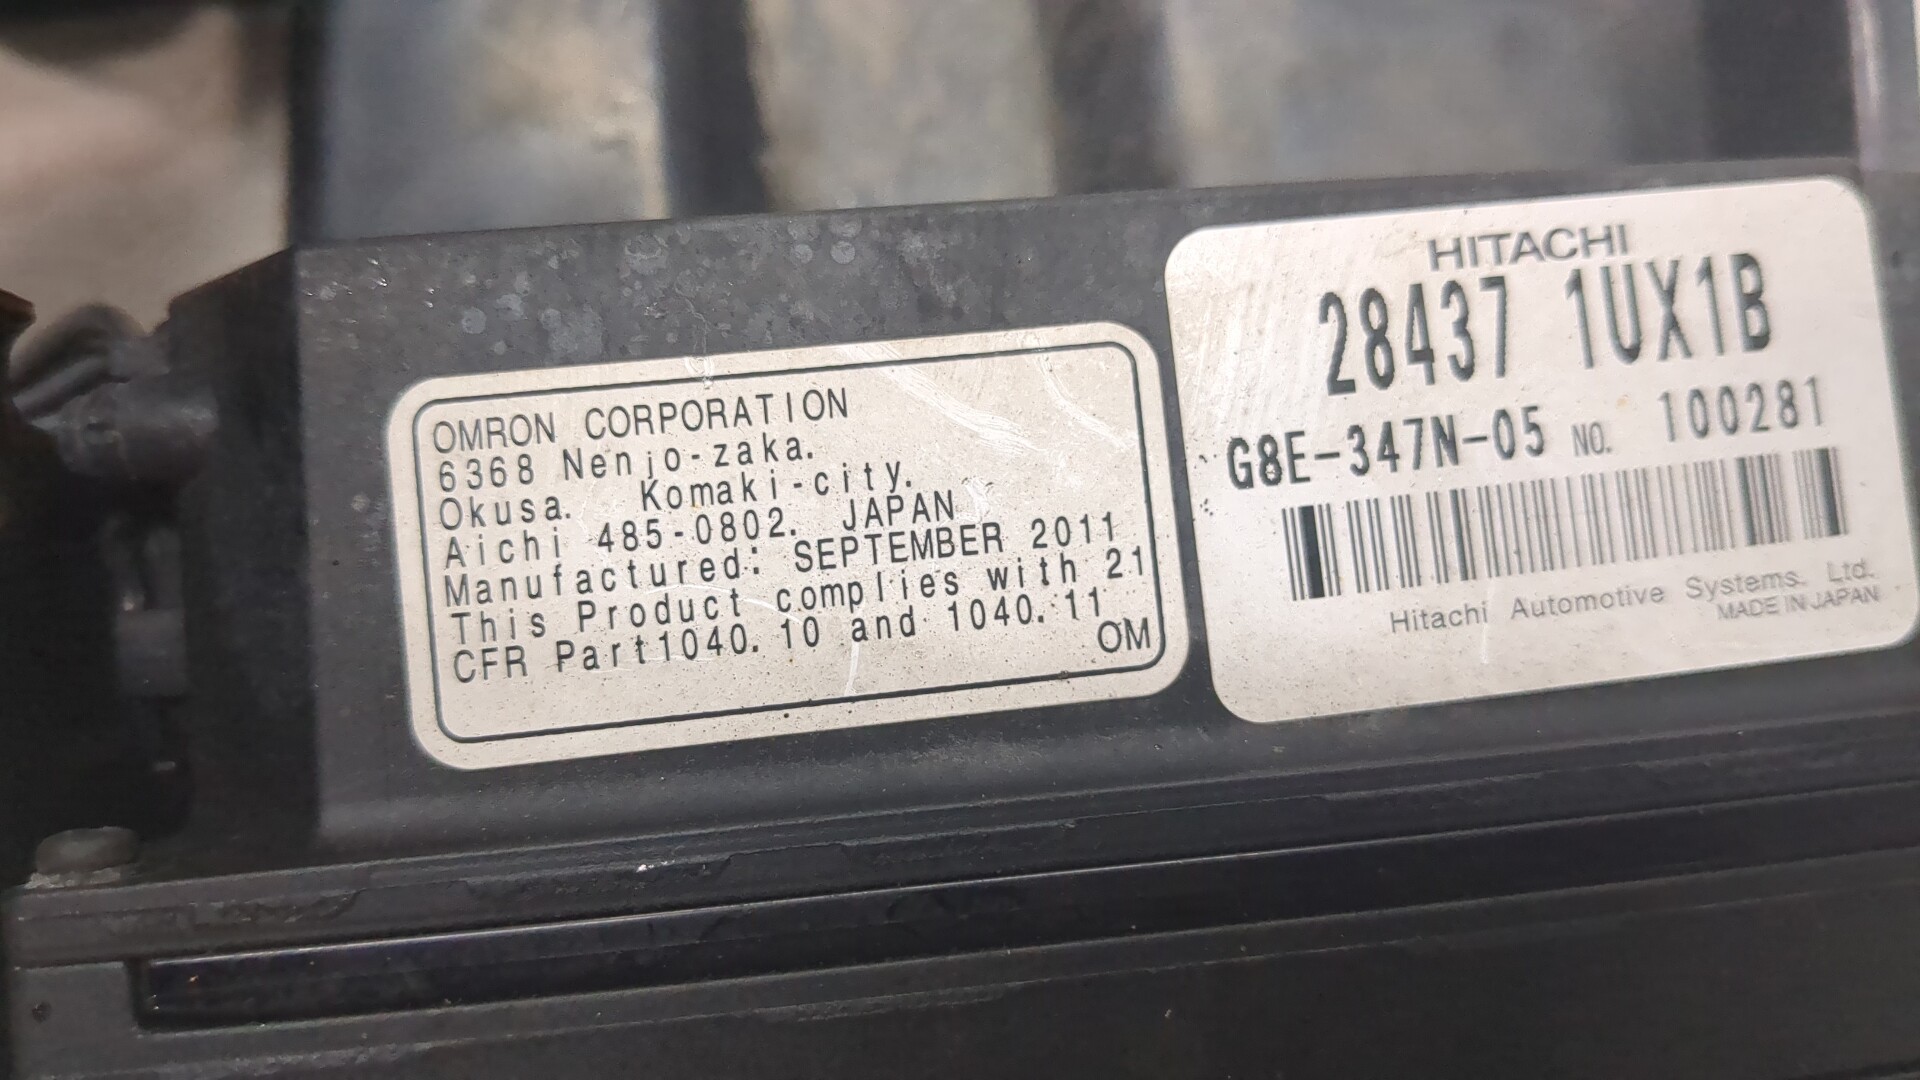 OMRON CORPORATION
6368 Nenjo-zaka.
Okusa. Komaki-city.
Aichi 485-0802. JAPAN
Manufactured: SEPTEMBER 2011
This Product complies with 21
CFR Part1040.10 and 1040.11
OM
HITACHI
28437 1UX1B
G8E-347N-05 NO. 100281
Hitachi Automotive Systems. Ltd.
MADE IN JAPAN